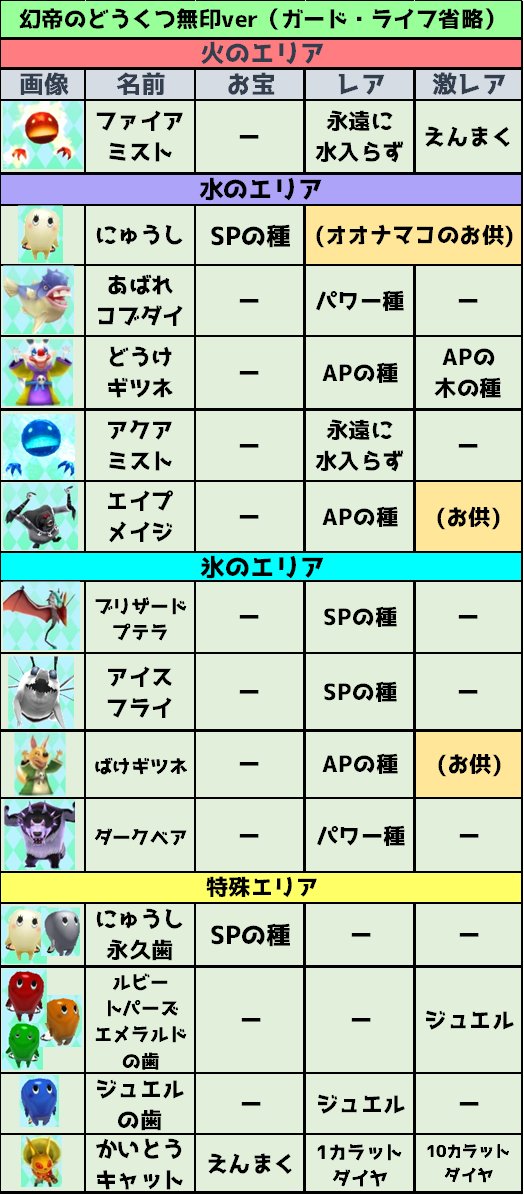 幻帝のどうくつ無印ver（ガード・ライフ省略）
火のエリア
画像 名前 お宝 レア 激レア
ファイア
ミスト
ー
永遠に
水入らず
えんまく
水のエリア
にゅうし SPの種 (オオナマコのお供)
あばれ
コブダイ
ー パワー種 ー
どうけ
ギツネ
ー APの種
APの
木の種
アクア
ミスト
ー
永遠に
水入らず
ー
エイプ
メイジ
ー APの種 (お供)
氷のエリア
ブリザード
プテラ
ー SPの種 ー
アイス
フライ
ー SPの種 ー
ばけギツネ ー APの種 (お供)
ダークベア ー パワー種 ー
特殊エリア
にゅうし
永久歯
SPの種 ー ー
ルビー
トパーズ
エメラルド
の歯
ー ー ジュエル
ジュエル
の歯
ー ジュエル ー
かいとう
キャット
えんまく
1カラット
ダイヤ
10カラット
ダイヤ